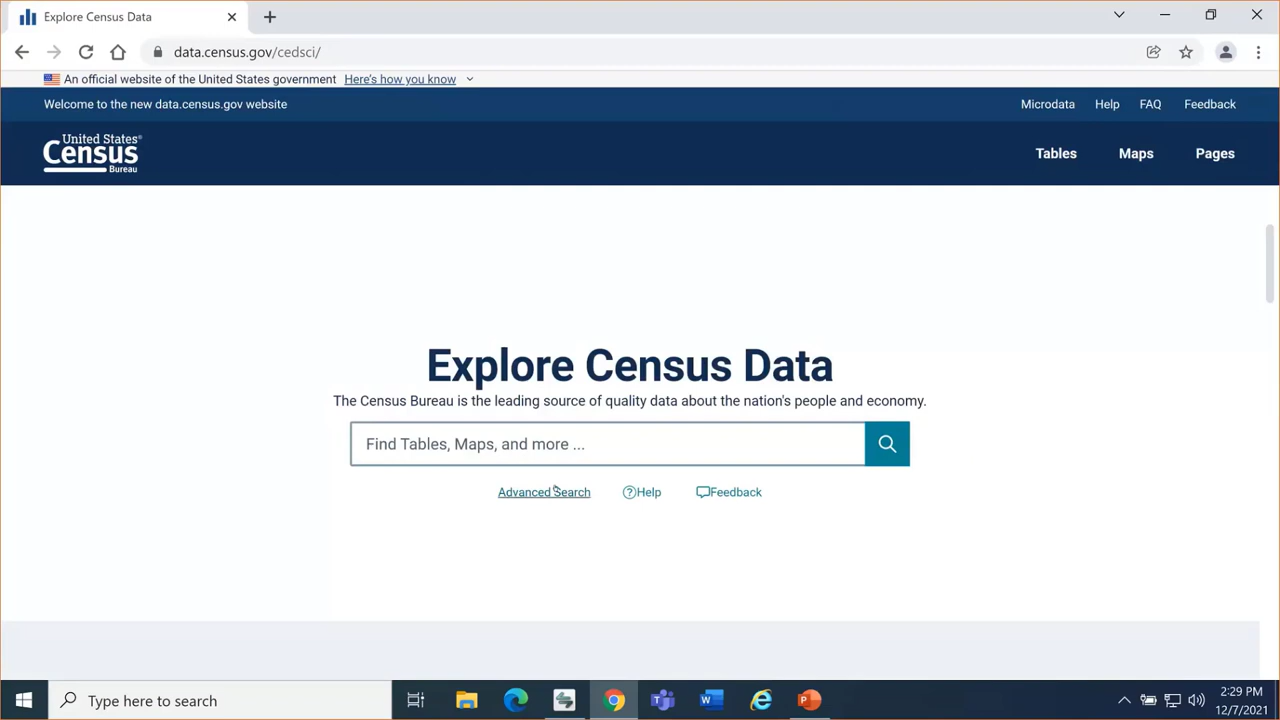 Explore Census Data
data.census.gov/cedsci/
An official website of the United States government Here's how you know
Welcome to the new data.census.gov website
Microdata Help FAQ Feedback
United States®
Census
Bureau
Tables Maps Pages
Explore Census Data
The Census Bureau is the leading source of quality data about the nation's people and economy.
Find Tables, Maps, and more ...
Advanced Search Help Feedback
Type here to search
2:29 PM
12/7/2021